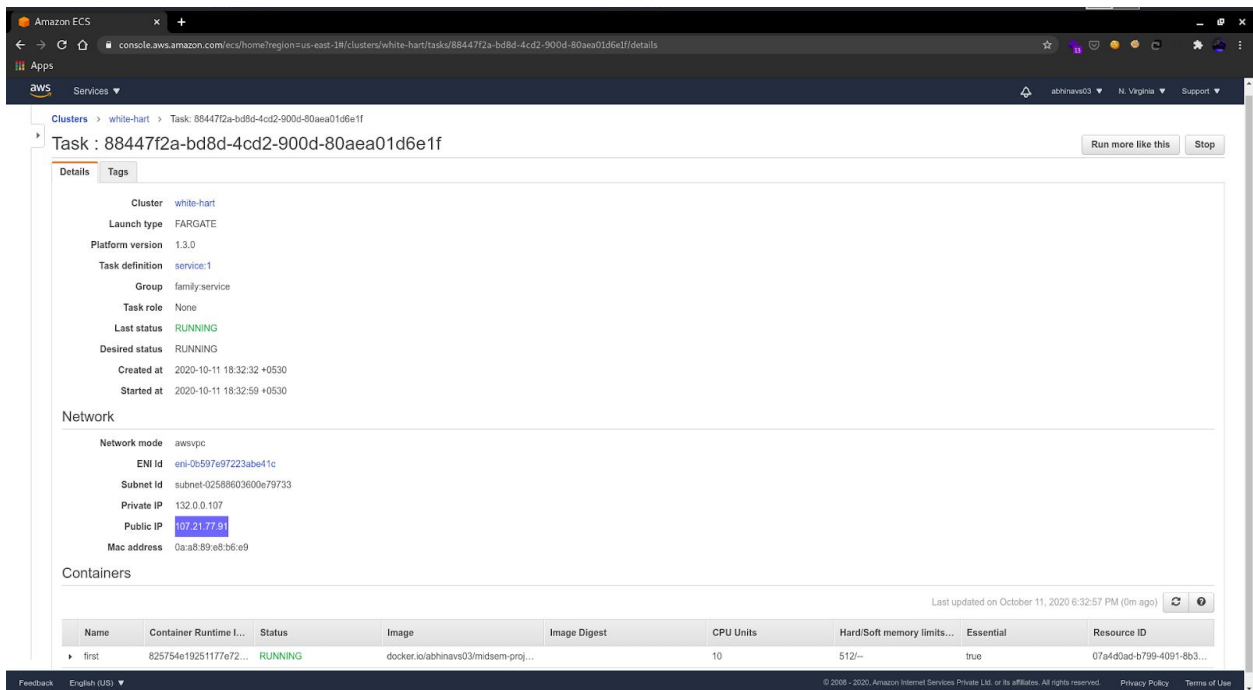 Amazon ECS
console.aws.amazon.com/ecs/home?region=us-east-1#/clusters/white-hart/tasks/88447f2a-bd8d-4cd2-900d-80aea01d6e1f/details
13
Apps
aws Services abhinavs03 N. Virginia Support
Clusters > white-hart > Task: 88447f2a-bd8d-4cd2-900d-80aea01d6e1f
Task : 88447f2a-bd8d-4cd2-900d-80aea01d6e1f Run more like this Stop
Details Tags
Cluster white-hart
Launch type FARGATE
Platform version 1.3.0
Task definition service:1
Group family:service
Task role None
Last status RUNNING
Desired status RUNNING
Created at 2020-10-11 18:32:32 +0530
Started at 2020-10-11 18:32:59 +0530
Network
Network mode awsvpc
ENI Id eni-0b597e97223abe41c
Subnet Id subnet-02588603600e79733
Private IP 132.0.0.107
Public IP 107.21.77.91
Mac address 0a:a8:89:e8:b6:e9
Containers
Last updated on October 11, 2020 6:32:57 PM (0m ago)
Name Container Runtime I... Status Image Image Digest CPU Units Hard/Soft memory limits... Essential Resource ID
first 825754e19251177e72... RUNNING docker.io/abhinavs03/midsem-proj... 10 512/-- true 07a4d0ad-b799-4091-8b3...
Feedback English (US) © 2008 - 2020, Amazon Internet Services Private Ltd. or its affiliates. All rights reserved. Privacy Policy Terms of Use